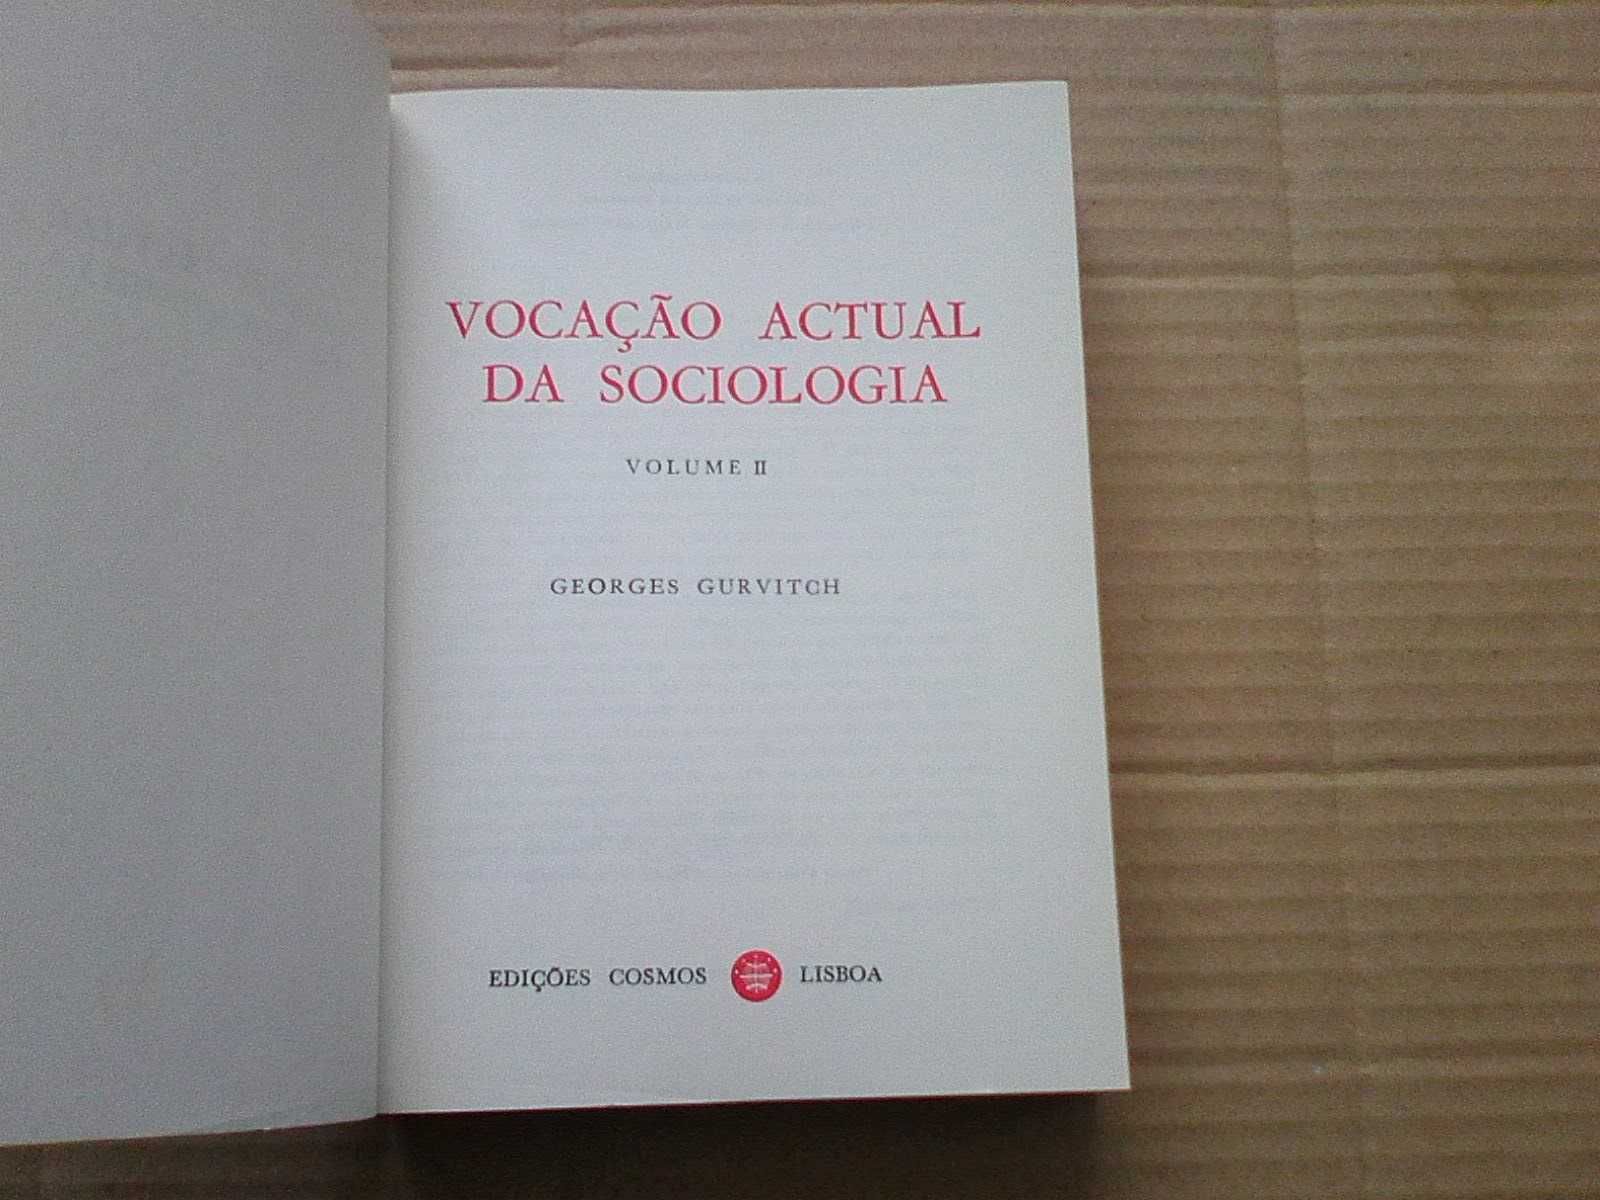 VOCAÇÃO ACTUAL
DA SOCIOLOGIA
VOLUME II
GEORGES GURVITCH
EDIÇÕES COSMOS LISBOA